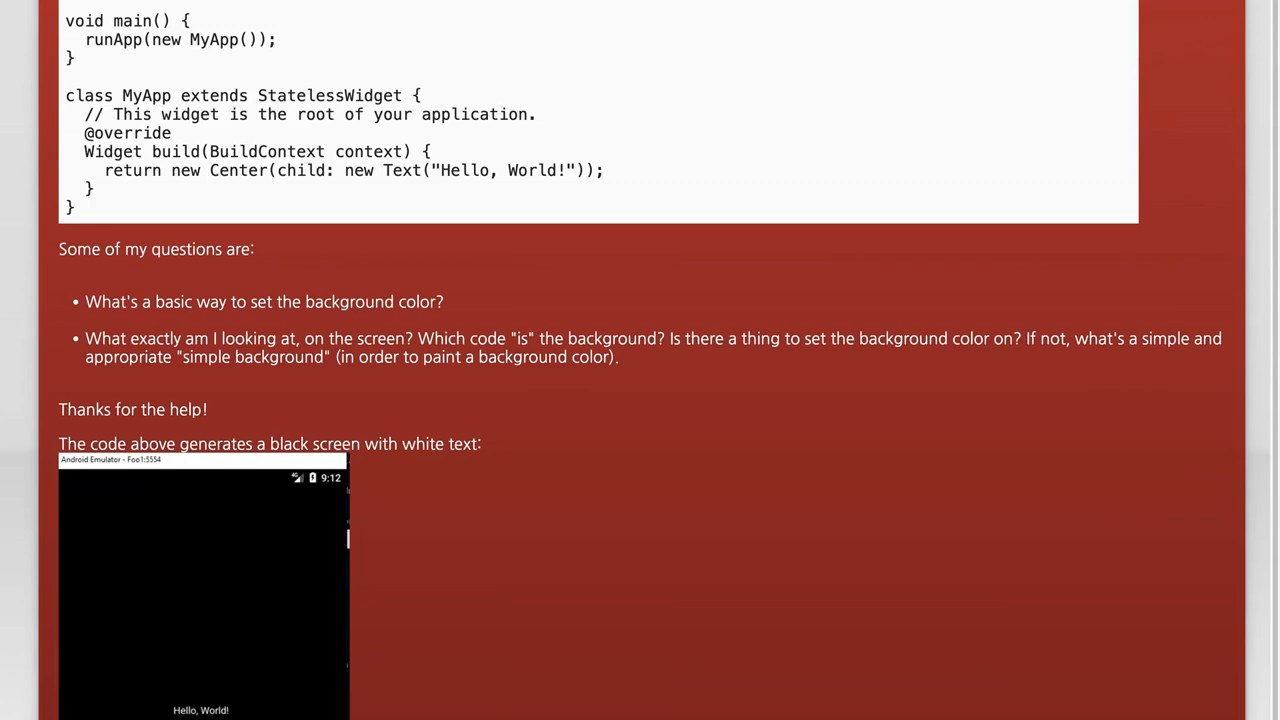 void main() {
runApp(new MyApp());
}
class MyApp extends StatelessWidget {
// This widget is the root of your application.
@override
Widget build(BuildContext context) {
return new Center(child: new Text("Hello, World!"));
}
}
Some of my questions are:
• What's a basic way to set the background color?
• What exactly am I looking at, on the screen? Which code "is" the background? Is there a thing to set the background color on? If not, what's a simple and
appropriate "simple background" (in order to paint a background color).
Thanks for the help!
The code above generates a black screen with white text:
Android Emulator - Foo1:5554
4G 9:12
Hello, World!